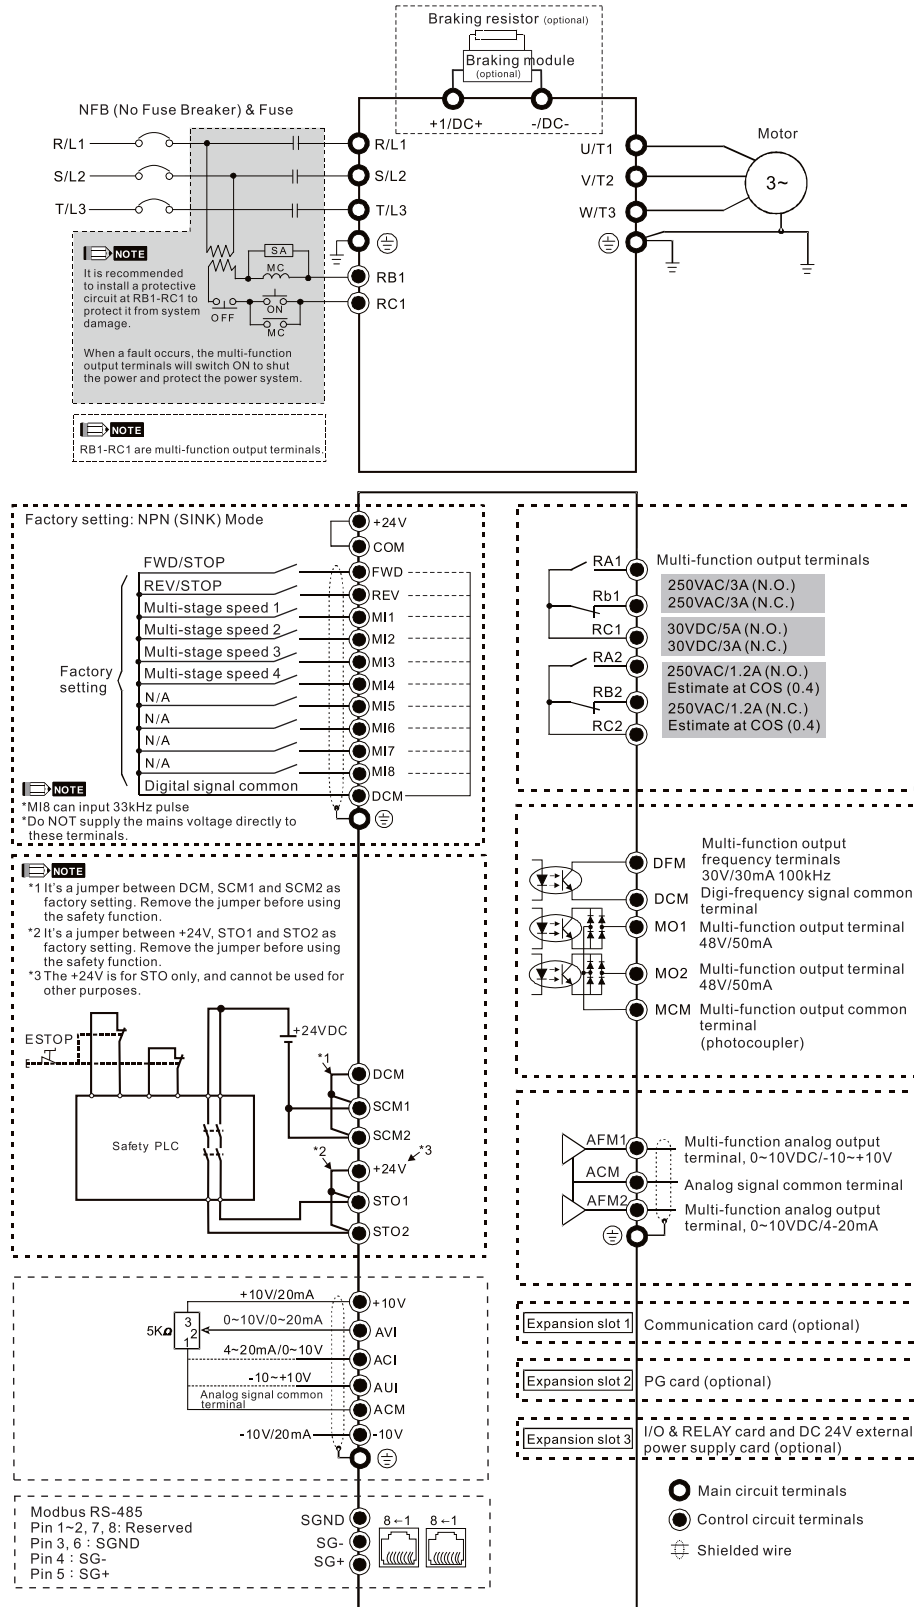 Braking resistor (optional)
Braking module
(optional)
NFB (No Fuse Breaker) & Fuse
+1/DC+
-/DC-
R/L1
R/L1
S/L2
S/L2
T/L3
T/L3
U/T1
V/T2
W/T3
Motor
3~
NOTE
It is recommended
to install a protective
circuit at RB1-RC1 to
protect it from system
damage.
SA
MC
RB1
RC1
OFF
ON
MC
When a fault occurs, the multi-function
output terminals will switch ON to shut
the power and protect the power system.
NOTE
RB1-RC1 are multi-function output terminals.
Factory setting: NPN (SINK) Mode
+24V
COM
FWD/STOP
FWD
REV/STOP
REV
Multi-stage speed 1
MI1
Multi-stage speed 2
MI2
Multi-stage speed 3
MI3
Multi-stage speed 4
MI4
Factory
setting
N/A
MI5
N/A
MI6
N/A
MI7
N/A
MI8
Digital signal common
DCM
NOTE
*MI8 can input 33kHz pulse
*Do NOT supply the mains voltage directly to
these terminals.
RA1
Rb1
RC1
RA2
RB2
RC2
Multi-function output terminals
250VAC/3A (N.O.)
250VAC/3A (N.C.)
30VDC/5A (N.O.)
30VDC/3A (N.C.)
250VAC/1.2A (N.O.)
Estimate at COS (0.4)
250VAC/1.2A (N.C.)
Estimate at COS (0.4)
NOTE
*1 It's a jumper between DCM, SCM1 and SCM2 as
factory setting. Remove the jumper before using
the safety function.
*2 It's a jumper between +24V, STO1 and STO2 as
factory setting. Remove the jumper before using
the safety function.
*3 The +24V is for STO only, and cannot be used for
other purposes.
ESTOP
+24VDC
Safety PLC
*1
DCM
SCM1
SCM2
*2
+24V
*3
STO1
STO2
DFM
Multi-function output
frequency terminals
30V/30mA 100kHz
DCM
Digi-frequency signal common
terminal
MO1
Multi-function output terminal
48V/50mA
MO2
Multi-function output terminal
48V/50mA
MCM
Multi-function output common
terminal
(photocoupler)
AFM1
Multi-function analog output
terminal, 0~10VDC/-10~+10V
ACM
Analog signal common terminal
AFM2
Multi-function analog output
terminal, 0~10VDC/4-20mA
+10V/20mA
+10V
5KΩ
3
2
1
0~10V/0~20mA
AVI
4~20mA/0~10V
ACI
-10~+10V
AUI
Analog signal common
terminal
ACM
-10V/20mA
-10V
Expansion slot 1
Communication card (optional)
Expansion slot 2
PG card (optional)
Expansion slot 3
I/O & RELAY card and DC 24V external
power supply card (optional)
Modbus RS-485
Pin 1~2, 7, 8: Reserved
Pin 3, 6 : SGND
Pin 4 : SG-
Pin 5 : SG+
SGND
SG-
SG+
8←1
8←1
Main circuit terminals
Control circuit terminals
Shielded wire